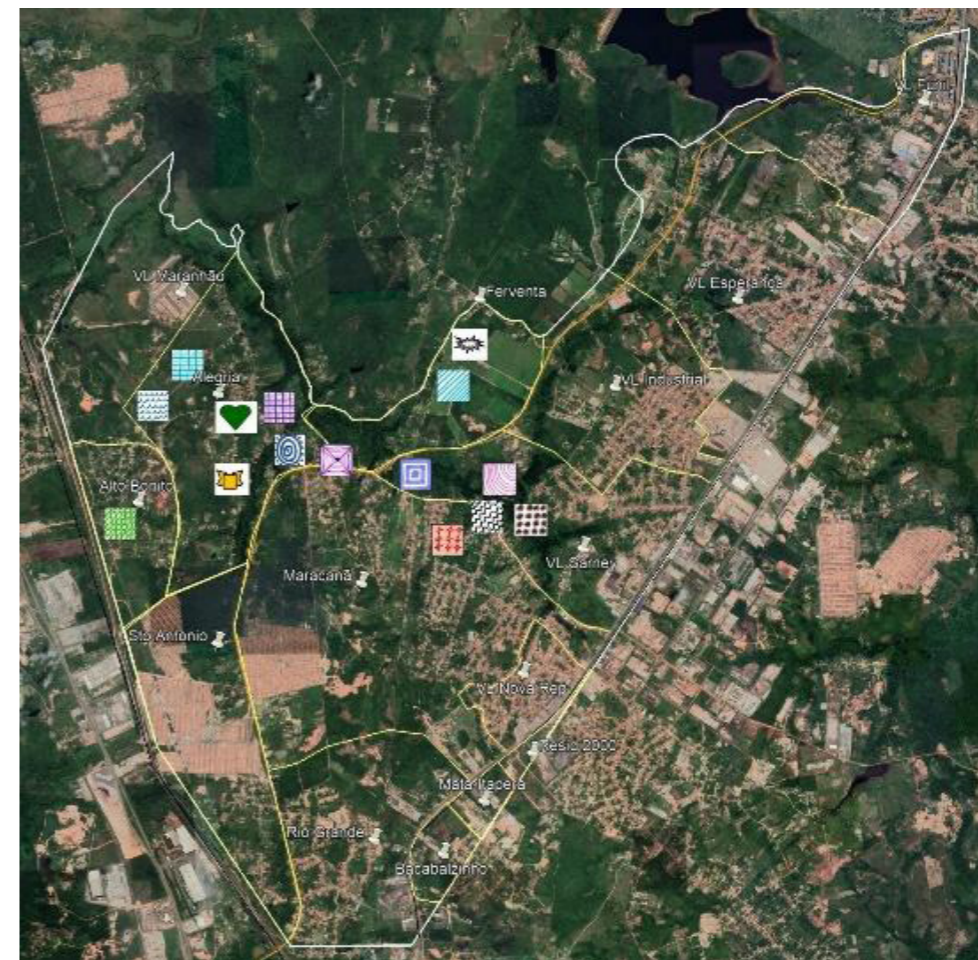 VL Maranhão
Ferventa
VL Esperança
Alegria
VL Industrial
Alto Bonito
Maracanã
VL Sarney
Sto Antonio
VL Nova Rep
Resid 2000
Mata Itapera
Rio Grande
Bacabalzinho